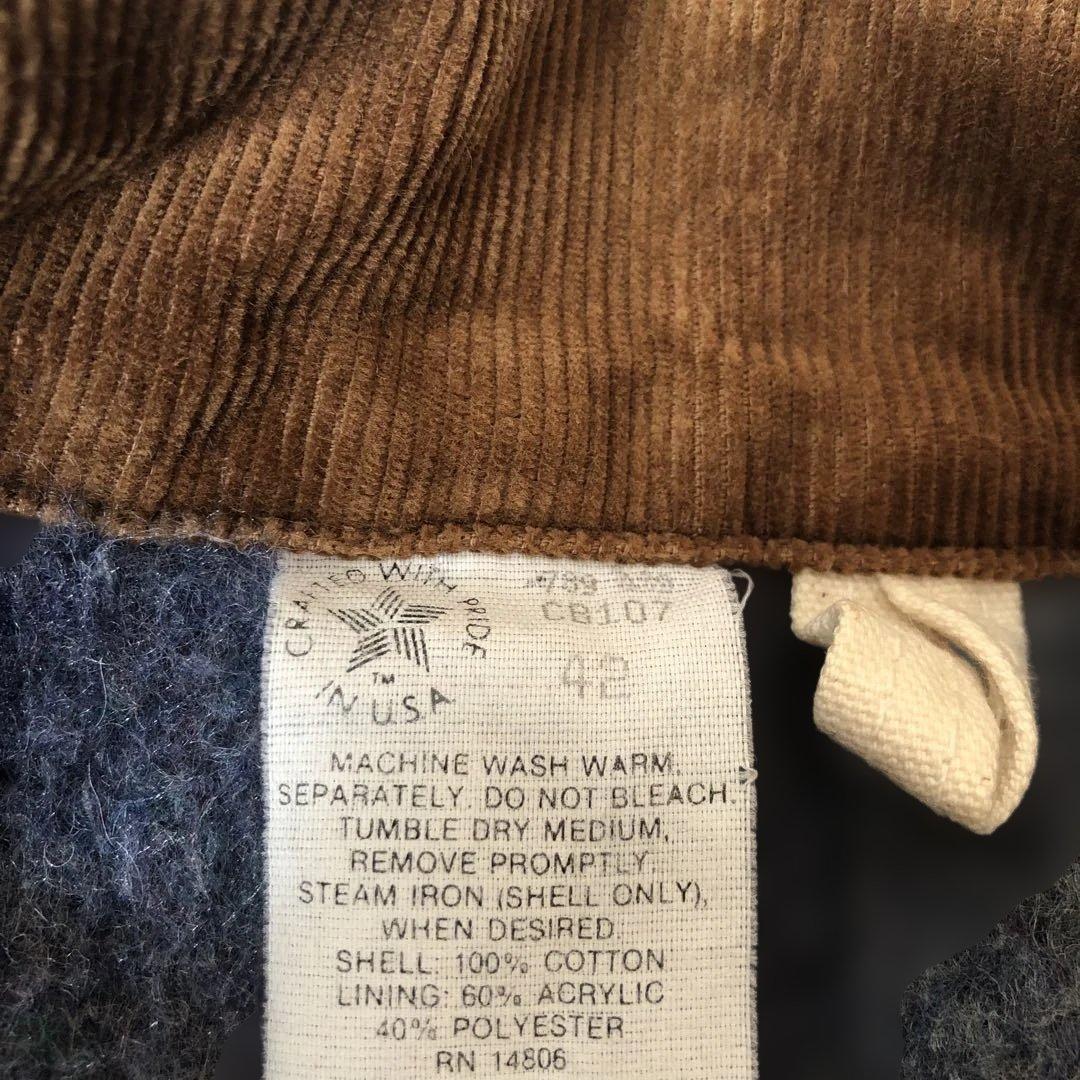 CRAFTED WITH PRIDE
TM
IN U.S.A
CB107
42
MACHINE WASH WARM,
SEPARATELY. DO NOT BLEACH.
TUMBLE DRY MEDIUM,
REMOVE PROMPTLY.
STEAM IRON (SHELL ONLY),
WHEN DESIRED.
SHELL: 100% COTTON
LINING: 60% ACRYLIC
40% POLYESTER
RN 14806